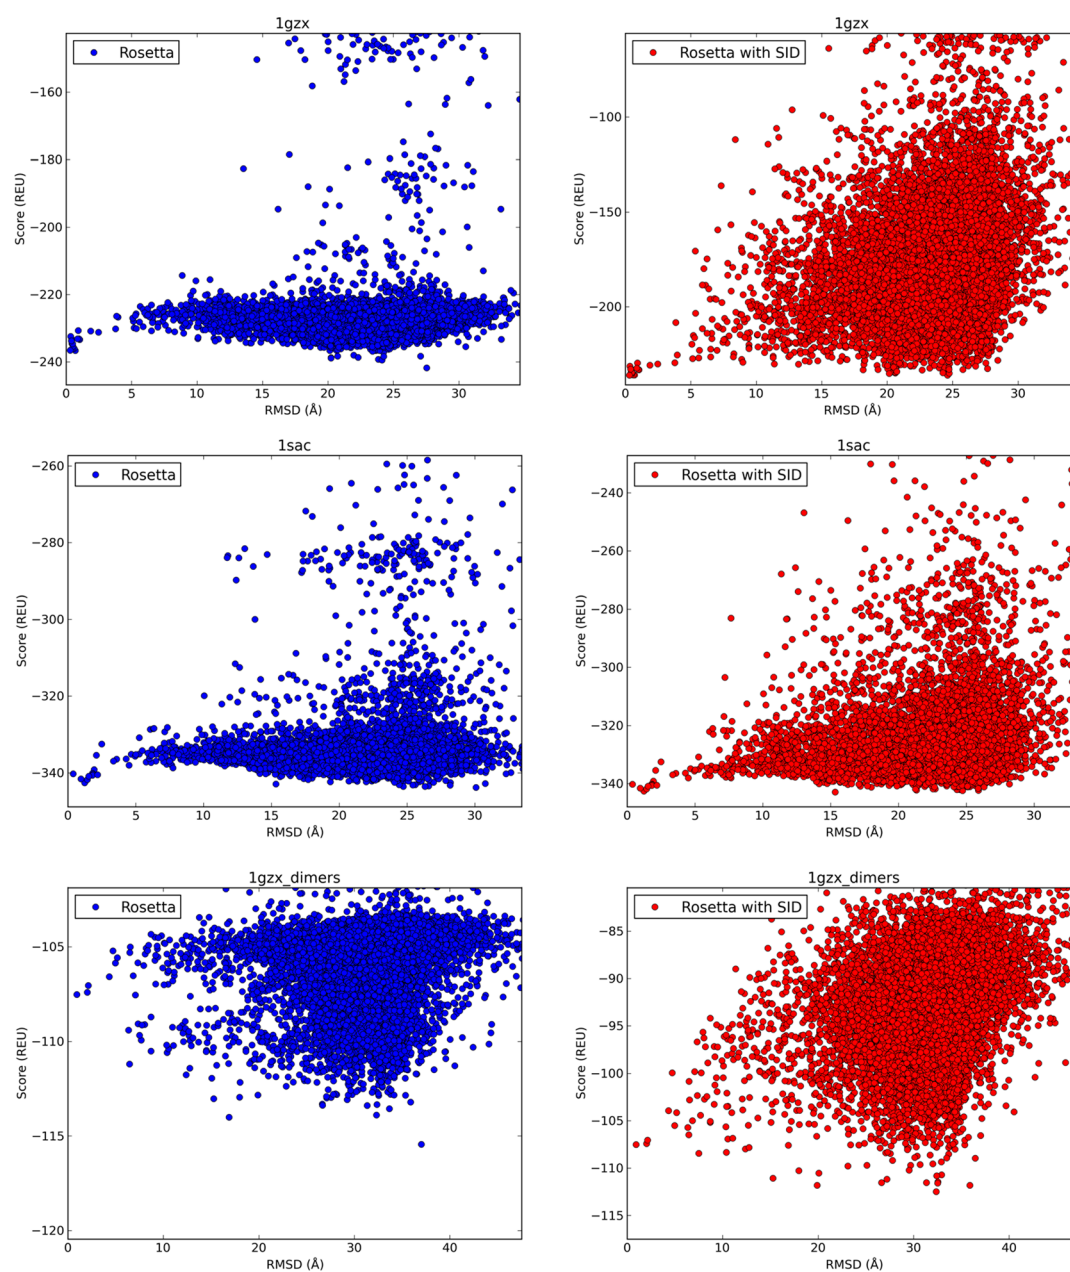 1gzx
Rosetta
−160
−180
−200
−220
−240
Score (REU)
0 5 10 15 20 25 30
RMSD (Å)
1gzx
Rosetta with SID
−100
−150
−200
Score (REU)
0 5 10 15 20 25 30
RMSD (Å)
1sac
Rosetta
−260
−280
−300
−320
−340
Score (REU)
0 5 10 15 20 25 30
RMSD (Å)
1sac
Rosetta with SID
−240
−260
−280
−300
−320
−340
Score (REU)
0 5 10 15 20 25 30
RMSD (Å)
1gzx_dimers
Rosetta
−105
−110
−115
−120
Score (REU)
0 10 20 30 40
RMSD (Å)
1gzx_dimers
Rosetta with SID
−85
−90
−95
−100
−105
−110
−115
Score (REU)
0 10 20 30 40
RMSD (Å)